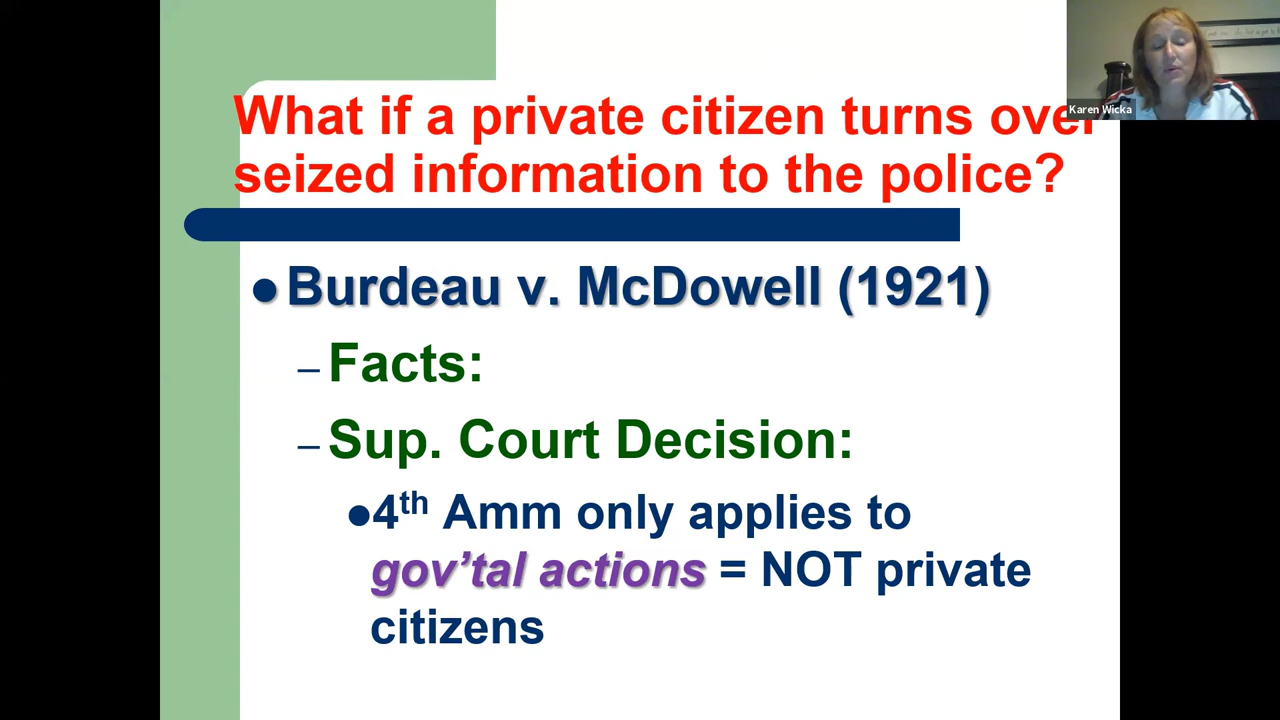 What if a private citizen turns over
seized information to the police?
Karen Wicka
● Burdeau v. McDowell (1921)
– Facts:
– Sup. Court Decision:
●4th Amm only applies to
gov’tal actions = NOT private
citizens